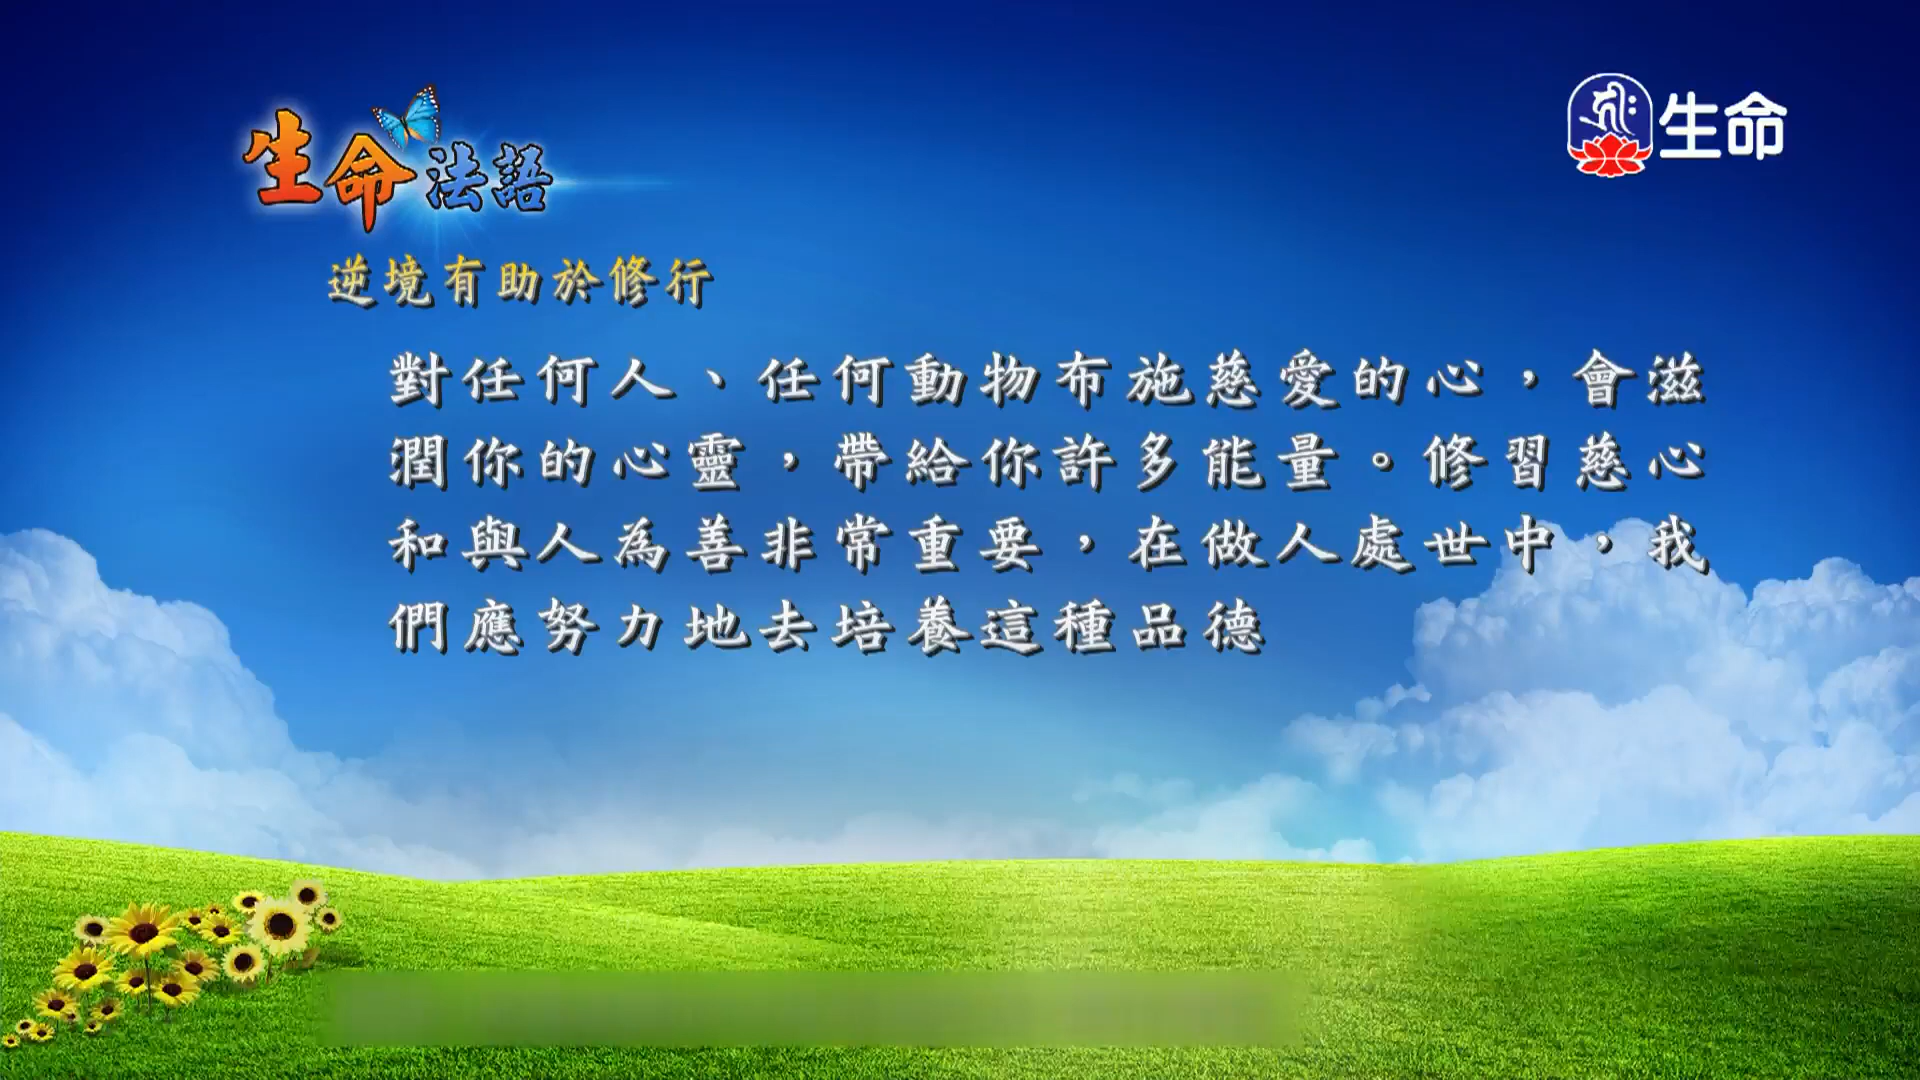 生命法語
生命
逆境有助於修行
對任何人、任何動物布施慈愛的心，會滋
潤你的心靈，帶給你許多能量。修習慈心
和與人為善非常重要，在做人處世中，我
們應努力地去培養這種品德